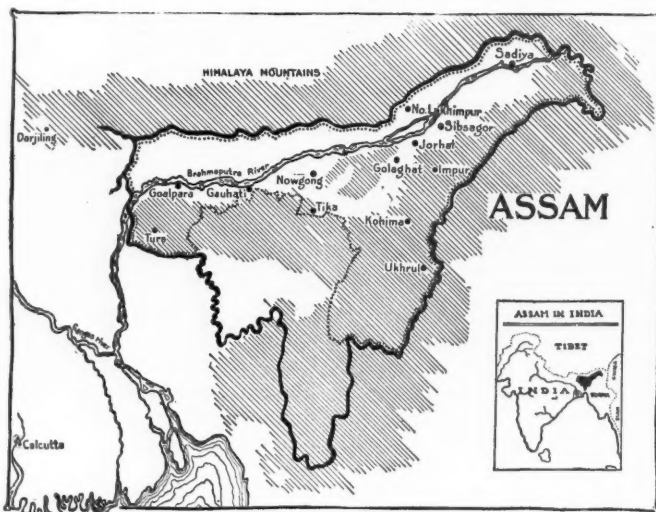 HIMALAYA MOUNTAINS
Sadiya
No. Lakhimpur
Sibsagor
Darjiling
Jorhat
Brahmaputra River
Golaghat
Impur
Nowgong
Goalpara
Gauhati
Tika
ASSAM
Kohima
Tura
Ukhrul
ASSAM IN INDIA
TIBET
INDIA
Calcutta